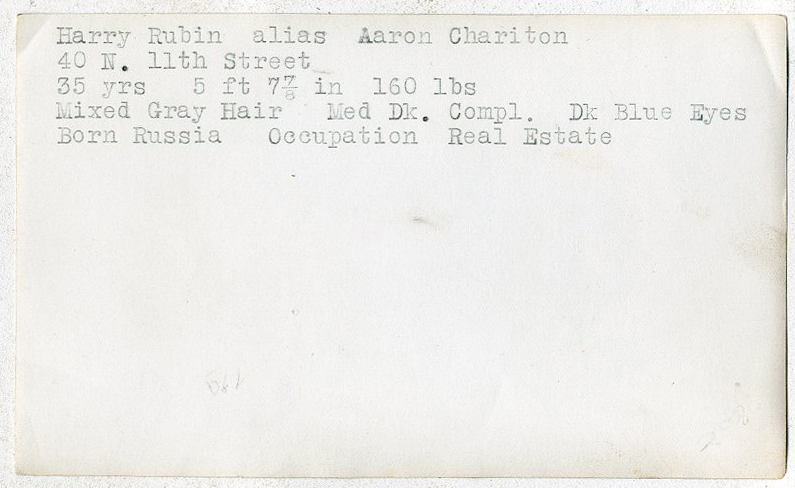 Harry Rubin alias Aaron Chariton
40 N. 11th Street
35 yrs 5 ft 7⅞ in 160 lbs
Mixed Gray Hair Med Dk. Compl. Dk Blue Eyes
Born Russia Occupation Real Estate